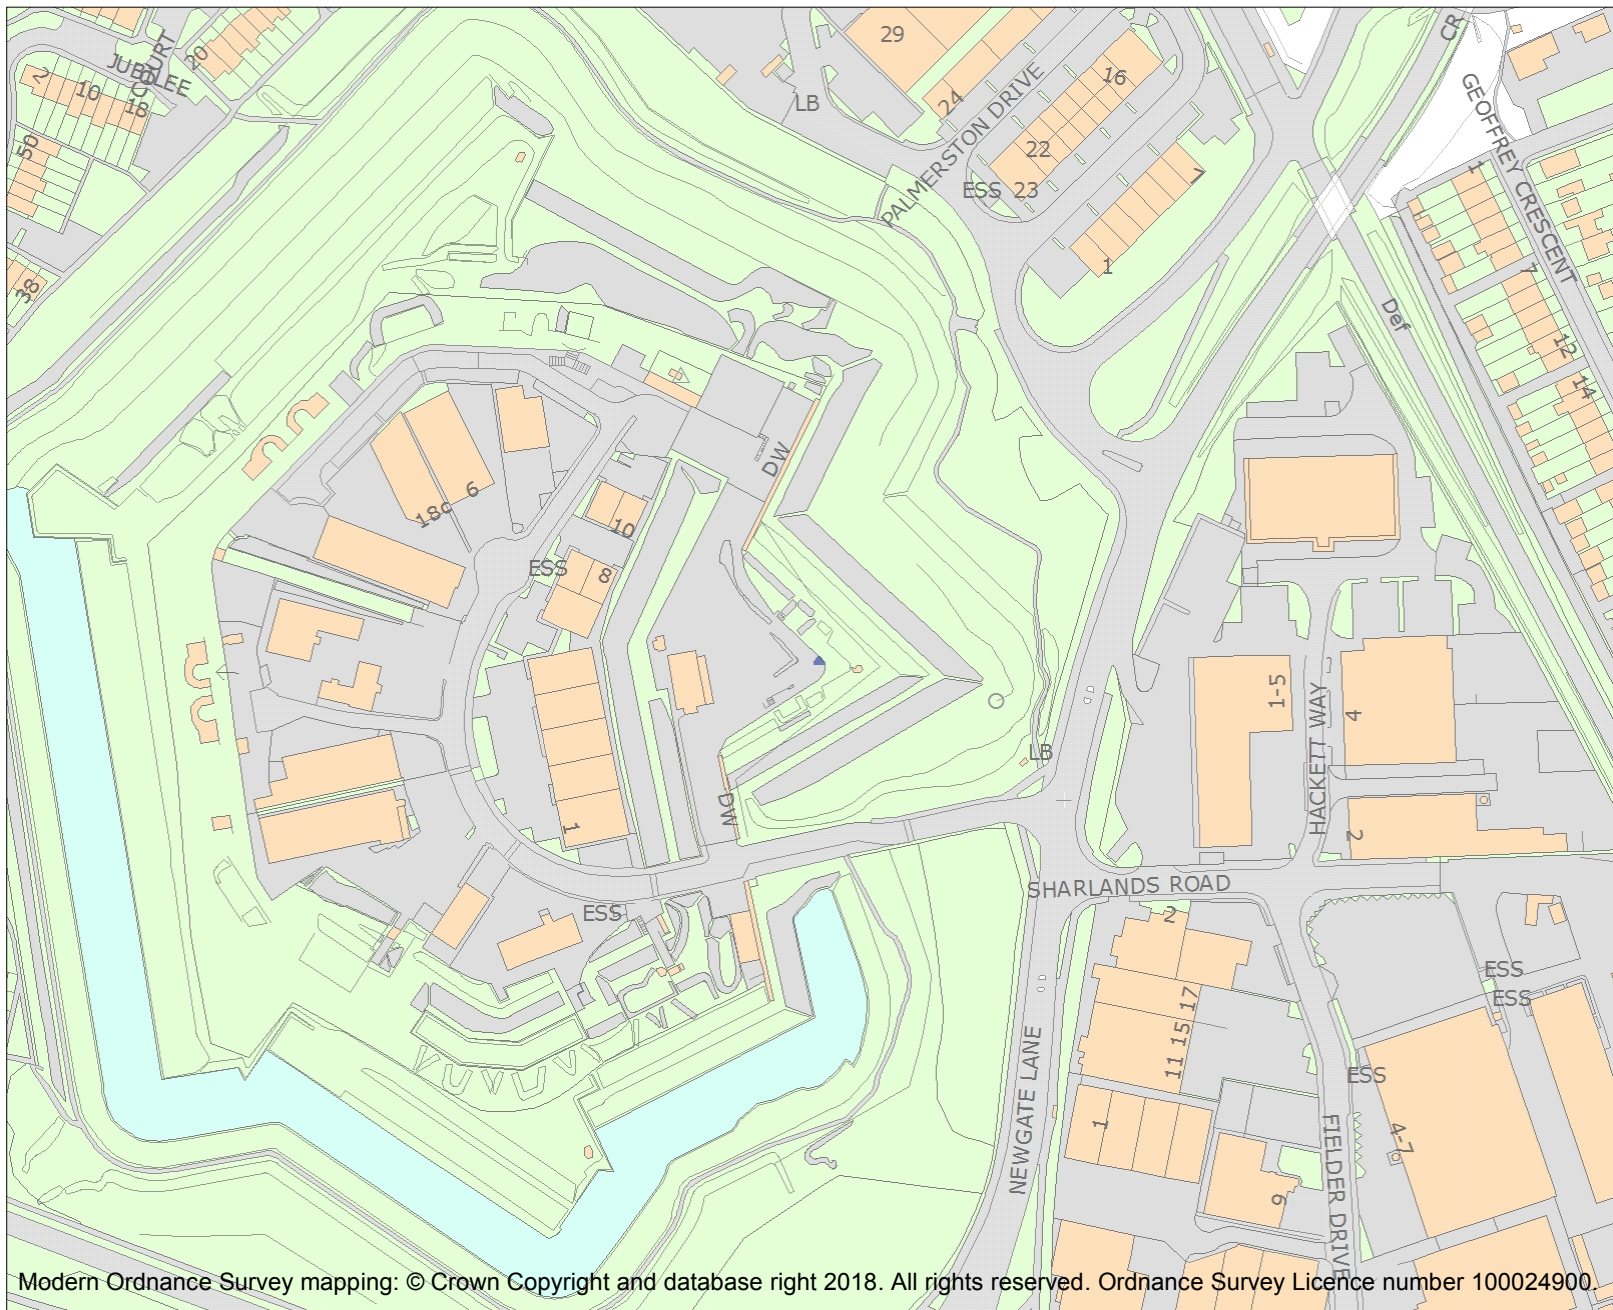 29
CR
20
JUBILEE
COURT
2
10
18
16
LB
24
PALMERSTON DRIVE
GEOFFREY CRESCENT
50
22
ESS
23
7
1
1
38
7
Def
12
14
DW
6
18c
10
ESS
8
1-5
4
HACKETT WAY
LB
DW
1
2
SHARLANDS ROAD
ESS
2
ESS
ESS
17
15
11
NEWGATE LANE
ESS
1
4-7
FIELDER DRIVE
9
Modern Ordnance Survey mapping: © Crown Copyright and database right 2018. All rights reserved. Ordnance Survey Licence number 100024900.